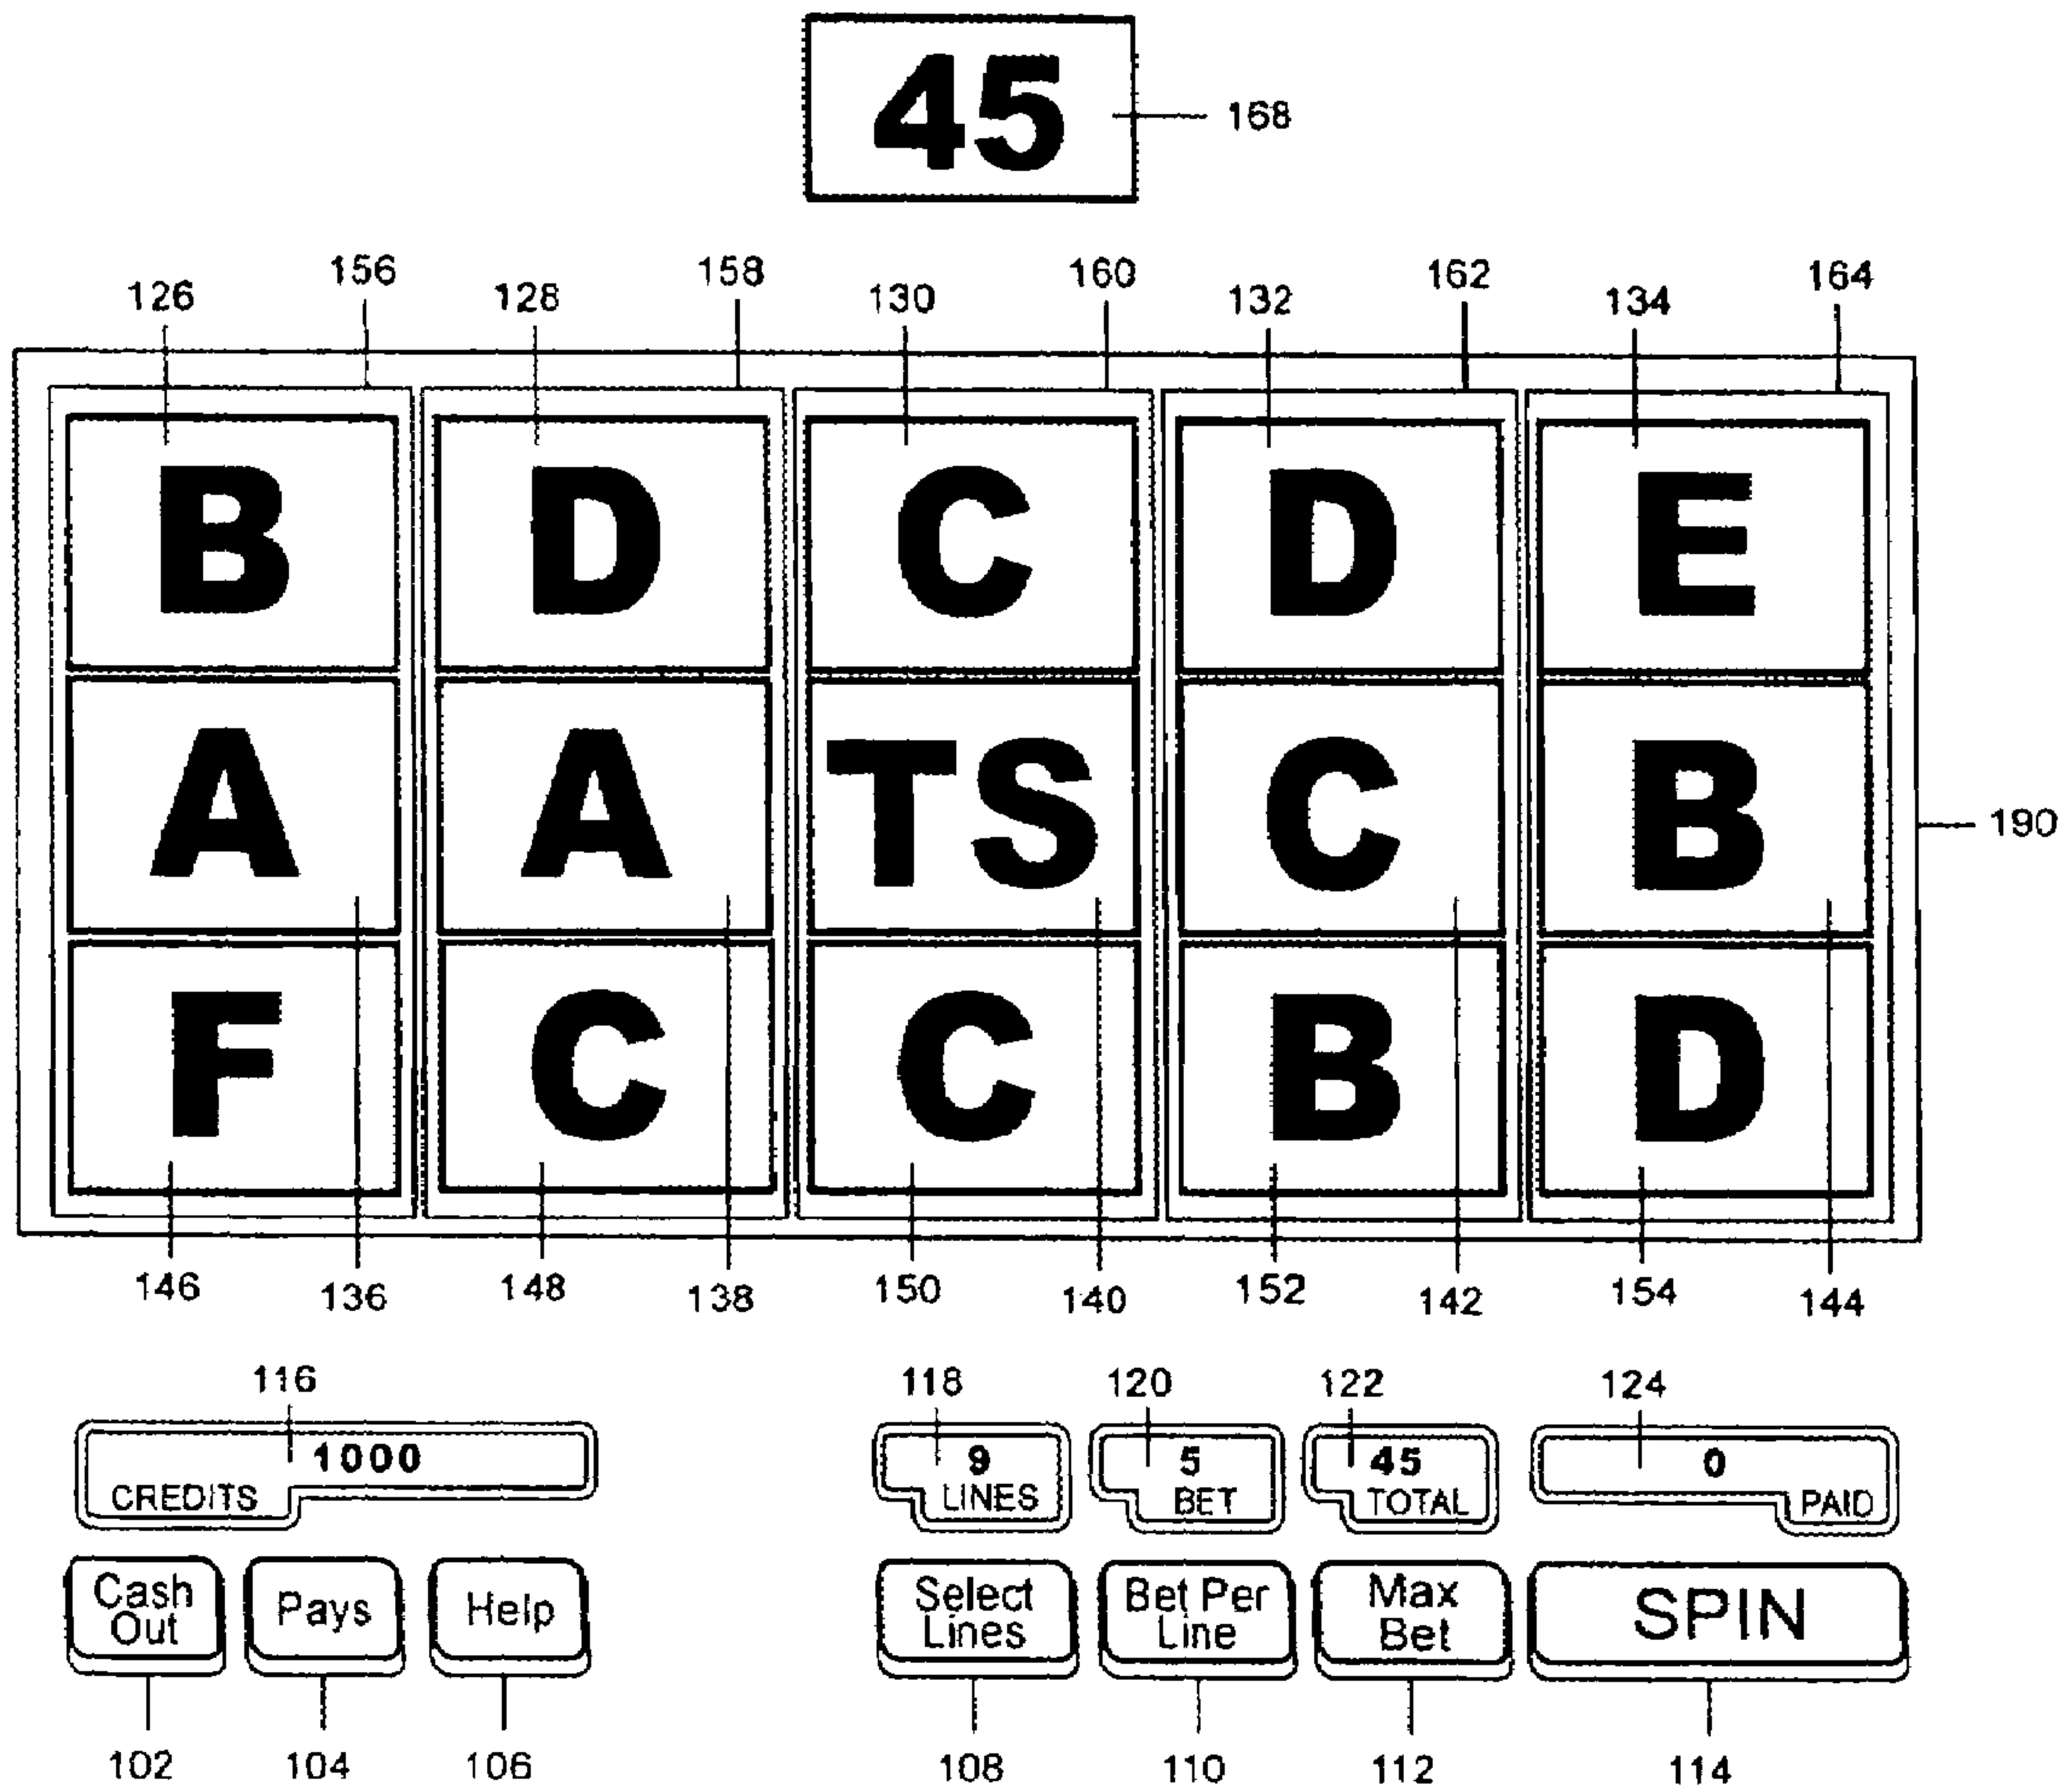 45
168
126 156 128 158 130 160 132 162 134 164
B D C D E
A A TS C B
190
F C C B D
146 136 148 138 150 140 152 142 154 144
116 118 120 122 124
1000 9 5 45 0
CREDITS LINES BET TOTAL PAID
Cash Out Pays Help Select Lines Bet Per Line Max Bet SPIN
102 104 106 108 110 112 114